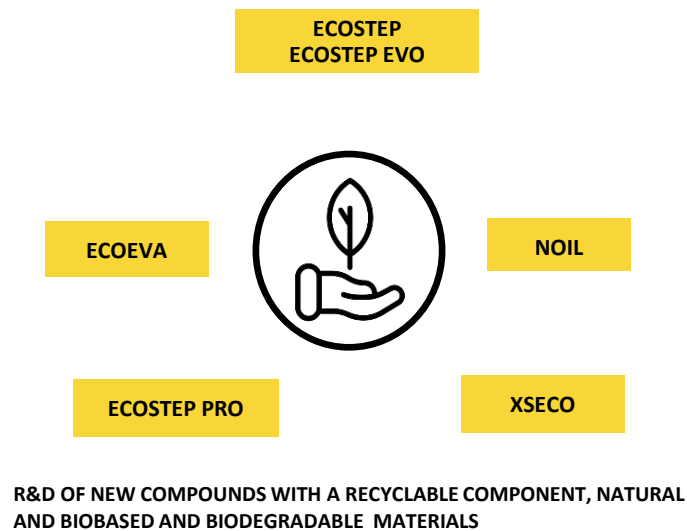 ECOSTEP
ECOSTEP EVO
ECOEVA
NOIL
ECOSTEP PRO
XSECO
R&D OF NEW COMPOUNDS WITH A RECYCLABLE COMPONENT, NATURAL
AND BIOBASED AND BIODEGRADABLE MATERIALS